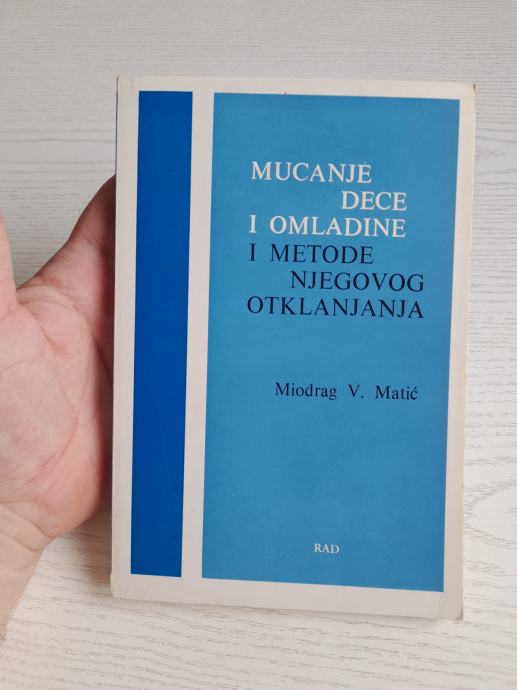 MUCANJE
DECE
I OMLADINE
I METODE
NJEGOVOG
OTKLANJANJA
Miodrag V. Matić
RAD